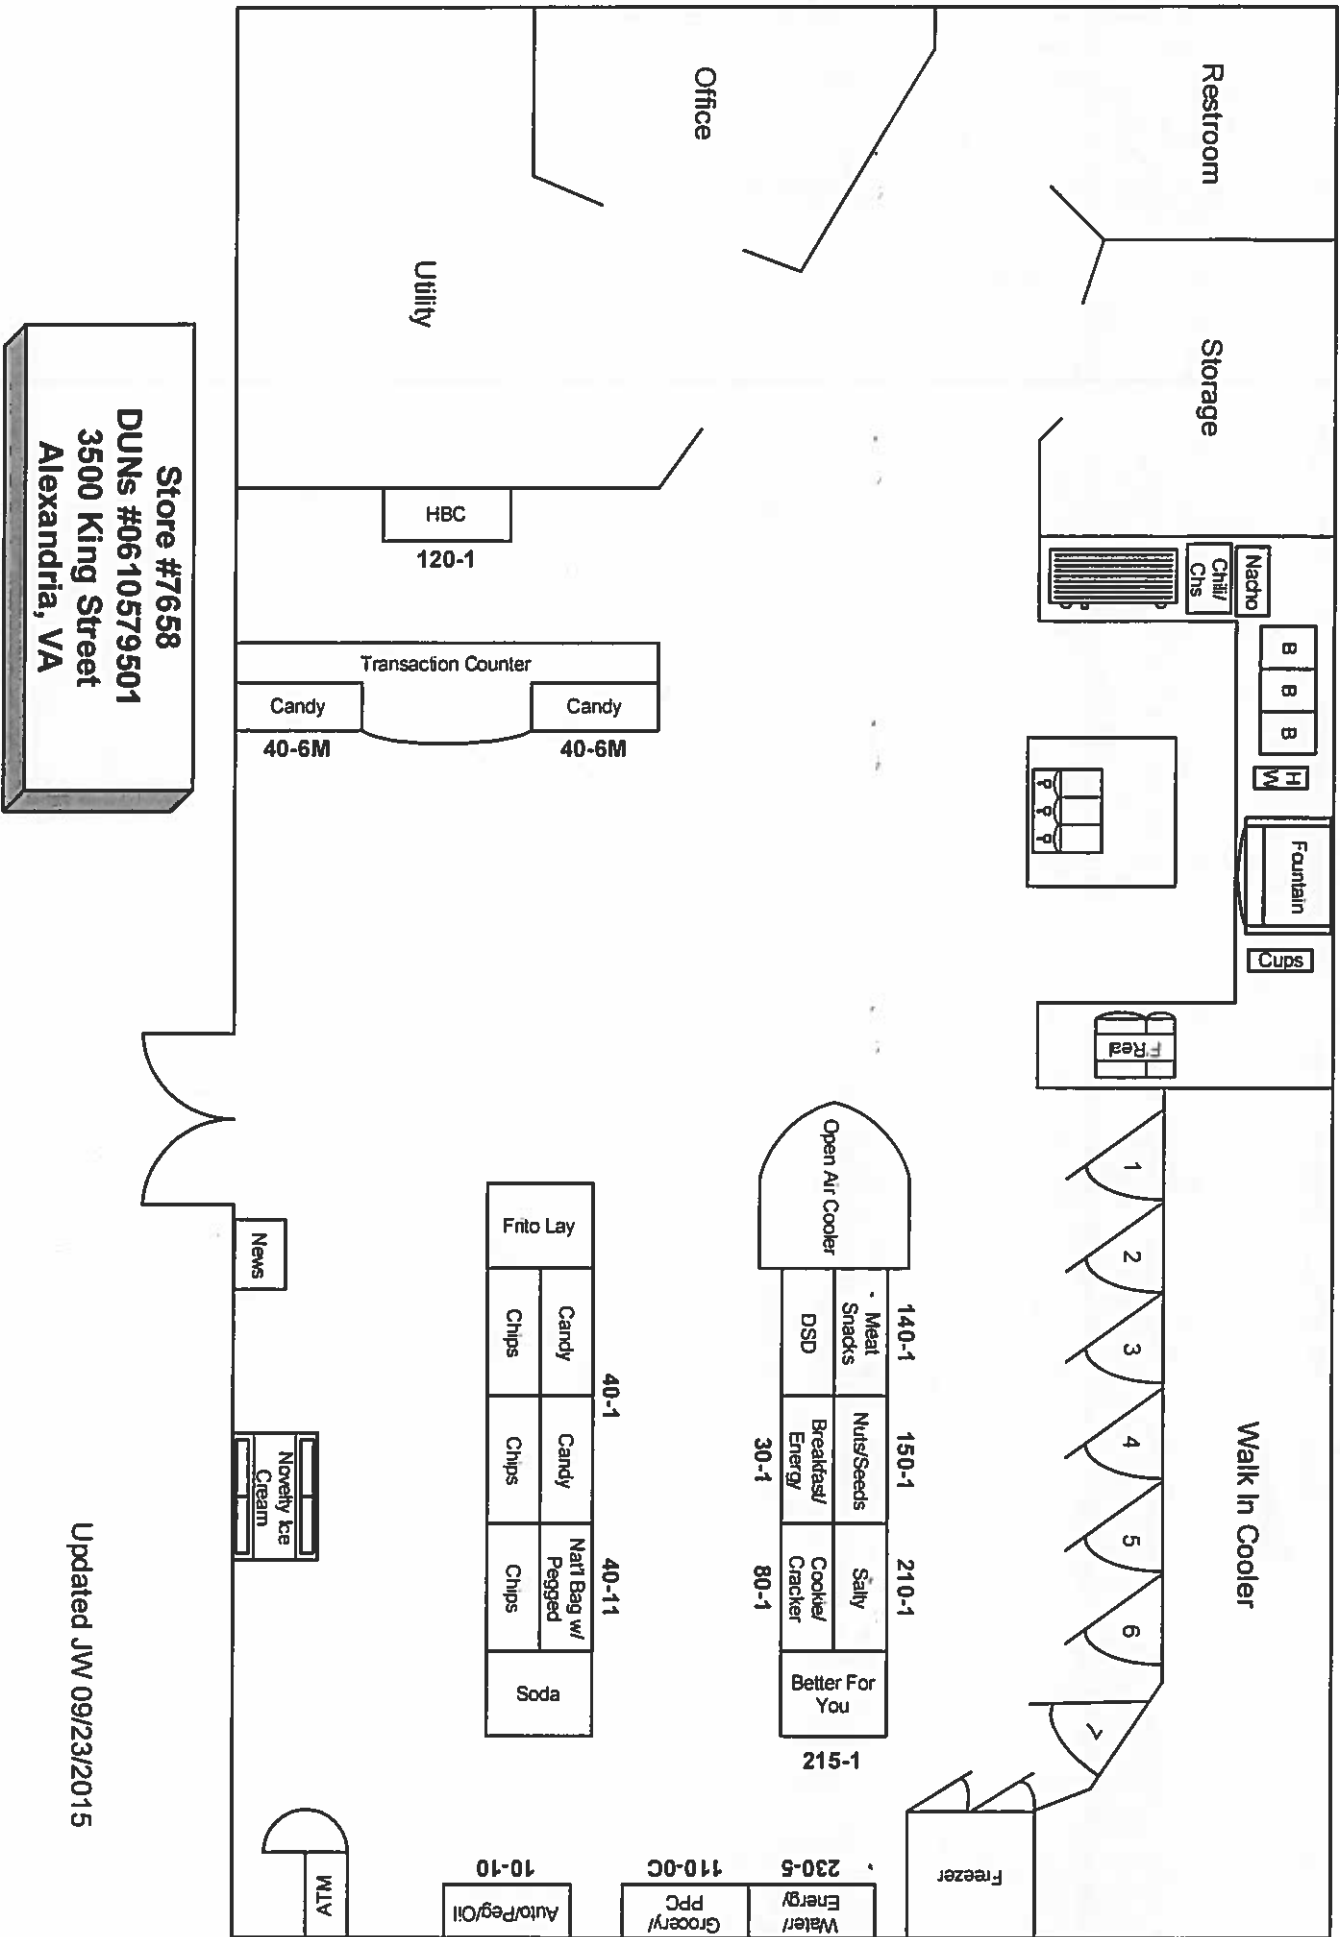 Restroom
Storage
Office
Utility
HBC
120-1
Transaction Counter
Candy
40-6M
Candy
40-6M
Nacho
Chili/
Chs
B
B
B
H
W
Fountain
Cups
F'Real
Walk In Cooler
1
2
3
4
5
6
7
Freezer
Open Air Cooler
140-1
Meat
Snacks
150-1
Nuts/Seeds
210-1
Salty
DSD
Breakfast/
Energy
30-1
Cookie/
Cracker
80-1
Better For
You
215-1
Frito Lay
40-1
Candy
Candy
40-11
Nat'l Bag w/
Pegged
Chips
Chips
Chips
Soda
News
Novelty Ice
Cream
ATM
10-10
Auto/Peg/Oil
110-0C
Grocery/
PPC
230-5
Water/
Energy
Store #7658
DUNs #0610579501
3500 King Street
Alexandria, VA
Updated JW 09/23/2015